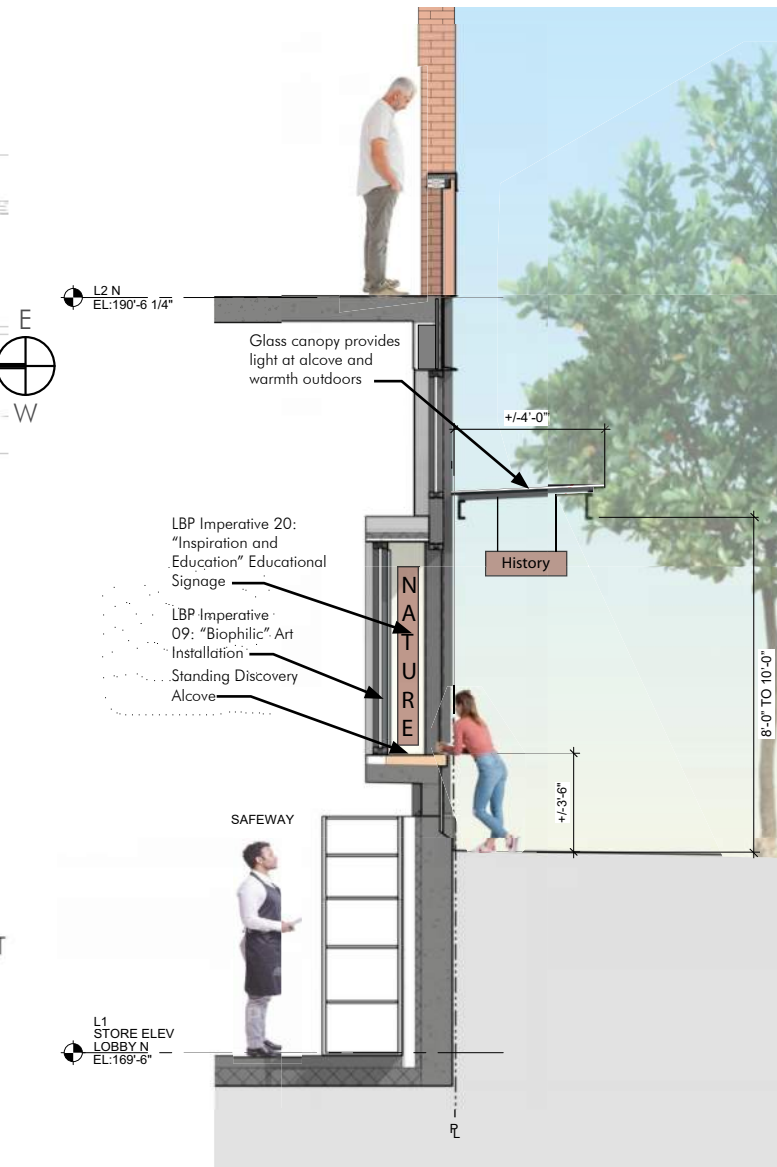 L2 N
EL:190'-6 1/4"
E
W
Glass canopy provides
light at alcove and
warmth outdoors
+/-4'-0"
LBP Imperative 20:
“Inspiration and
Education” Educational
Signage
LBP Imperative
09: “Biophilic” Art
Installation
Standing Discovery
Alcove
NATURE
History
8'-0" TO 10'-0"
+/-3'-6"
SAFEWAY
T
L1
STORE ELEV
LOBBY N
EL:169'-6"
PL